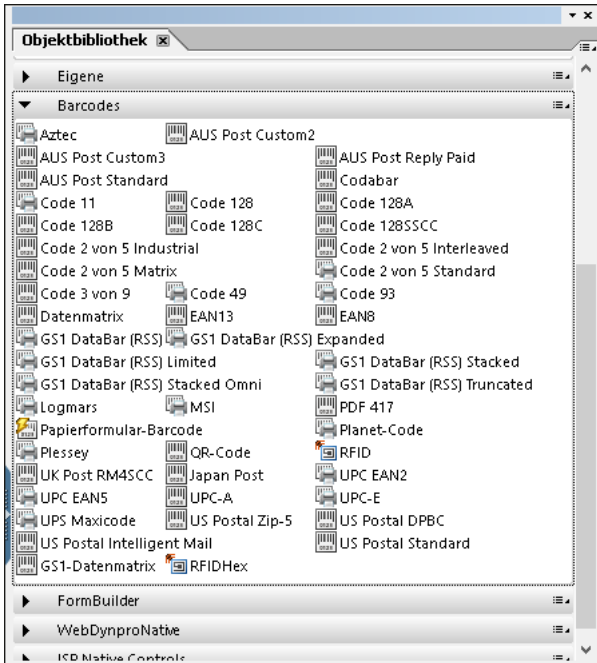 Objektbibliothek
Eigene
Barcodes
Aztec AUS Post Custom2
AUS Post Custom3 AUS Post Reply Paid
AUS Post Standard Codabar
Code 11 Code 128 Code 128A
Code 128B Code 128C Code 128SSCC
Code 2 von 5 Industrial Code 2 von 5 Interleaved
Code 2 von 5 Matrix Code 2 von 5 Standard
Code 3 von 9 Code 49 Code 93
Datenmatrix EAN13 EAN8
GS1 DataBar (RSS) GS1 DataBar (RSS) Expanded
GS1 DataBar (RSS) Limited GS1 DataBar (RSS) Stacked
GS1 DataBar (RSS) Stacked Omni GS1 DataBar (RSS) Truncated
Logmars MSI PDF 417
Papierformular-Barcode Planet-Code
Plessey QR-Code RFID
UK Post RM4SCC Japan Post UPC EAN2
UPC EAN5 UPC-A UPC-E
UPS Maxicode US Postal Zip-5 US Postal DPBC
US Postal Intelligent Mail US Postal Standard
GS1-Datenmatrix RFIDHex
FormBuilder
WebDynproNative
ISR Native Controls